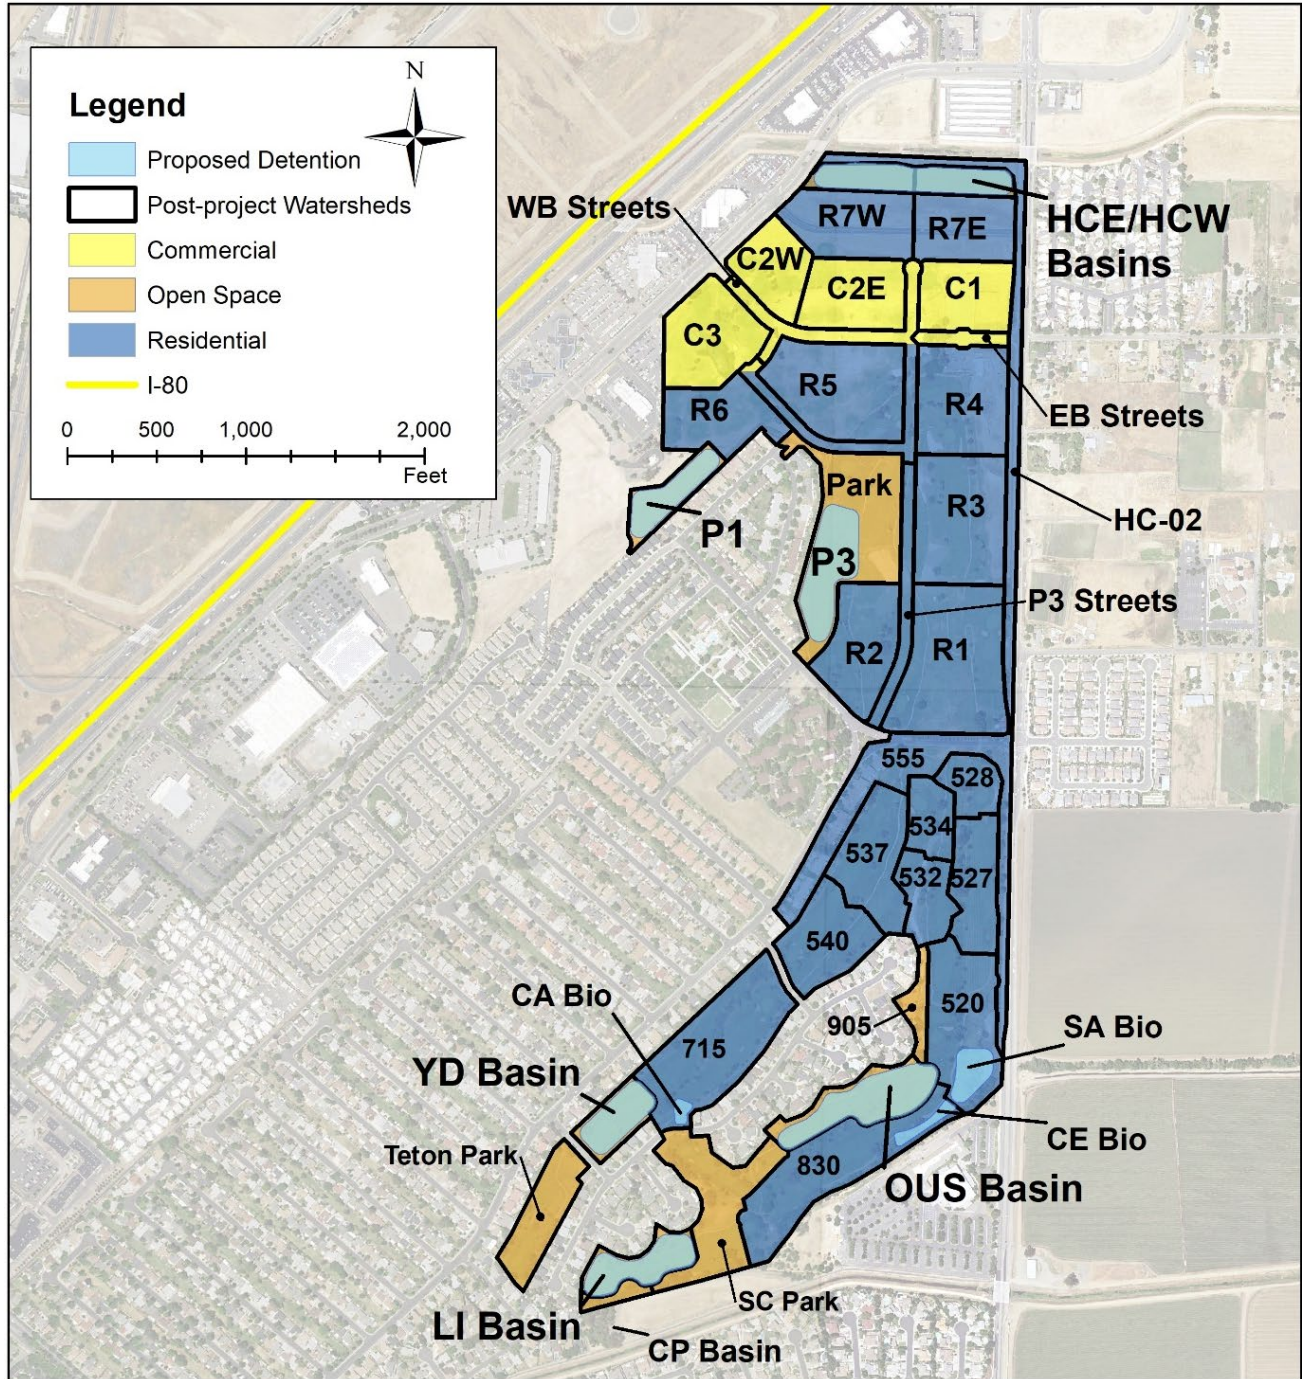 N
Legend
Proposed Detention
Post-project Watersheds
Commercial
Open Space
Residential
I-80
0 500 1,000 2,000
Feet
WB Streets
R7W
R7E
HCE/HCW
Basins
C2W
C2E
C1
C3
R5
R6
R4
EB Streets
Park
R3
HC-02
P1
P3
P3 Streets
R2
R1
555
528
534
537
532
527
540
CA Bio
905
520
SA Bio
715
YD Basin
CE Bio
Teton Park
830
OUS Basin
SC Park
LI Basin
CP Basin